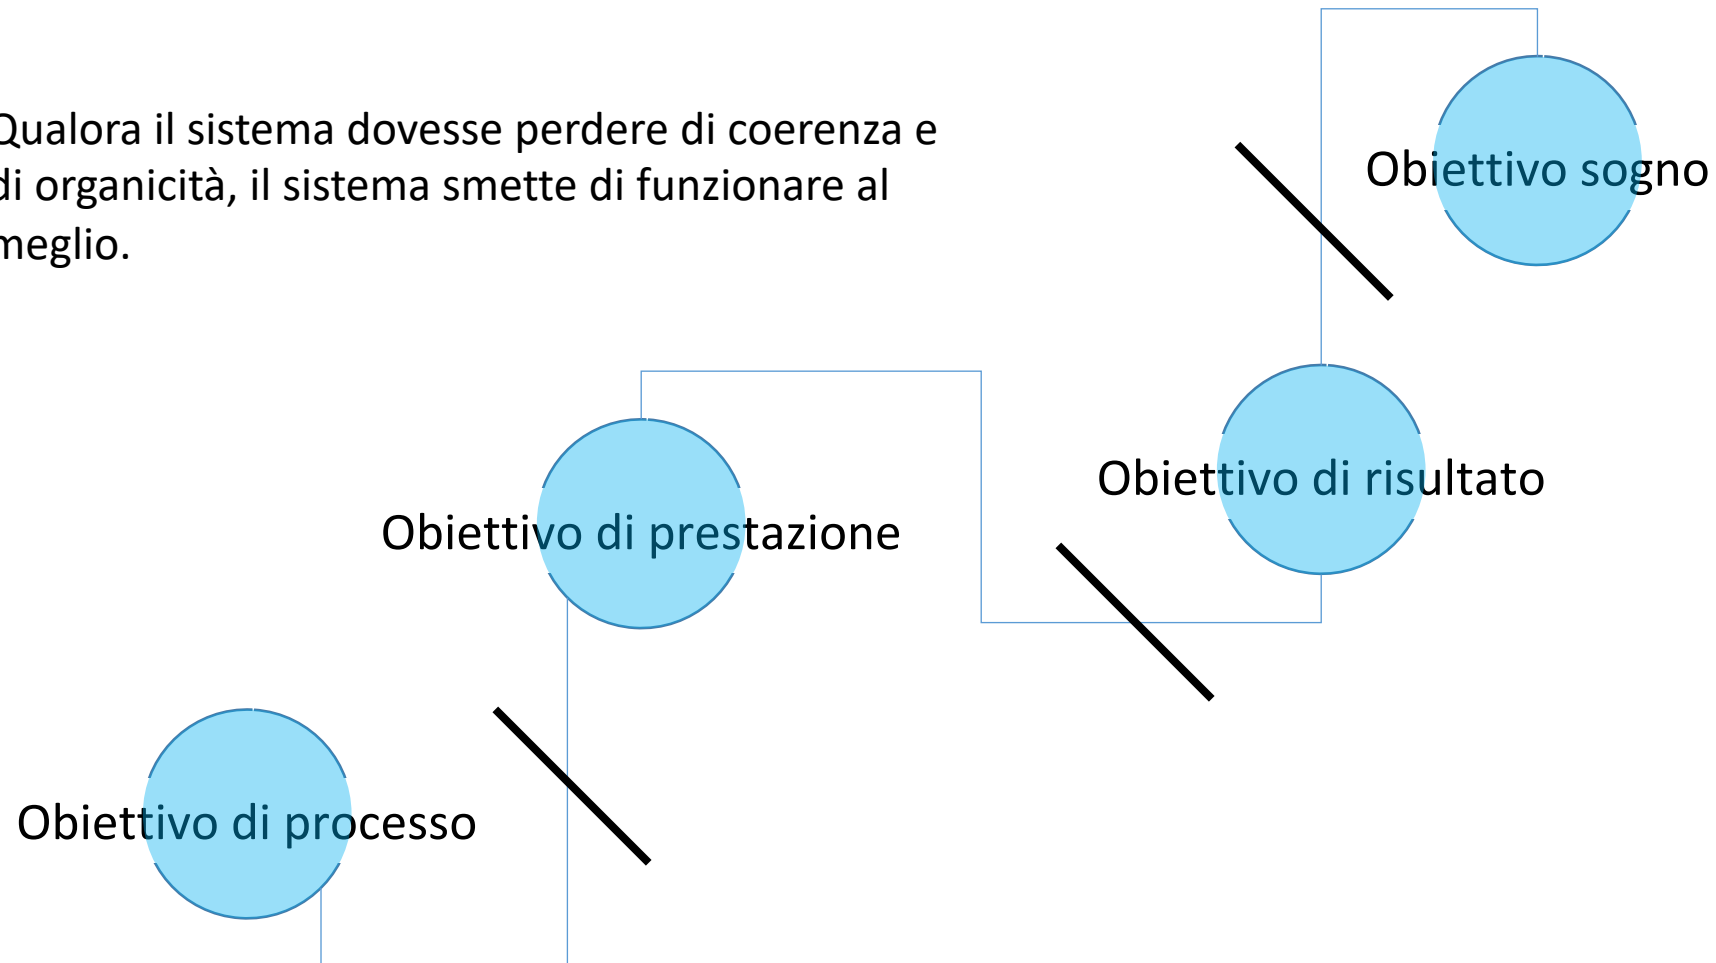 Qualora il sistema dovesse perdere di coerenza e
di organicità, il sistema smette di funzionare al
meglio.
Obiettivo sogno
Obiettivo di risultato
Obiettivo di prestazione
Obiettivo di processo